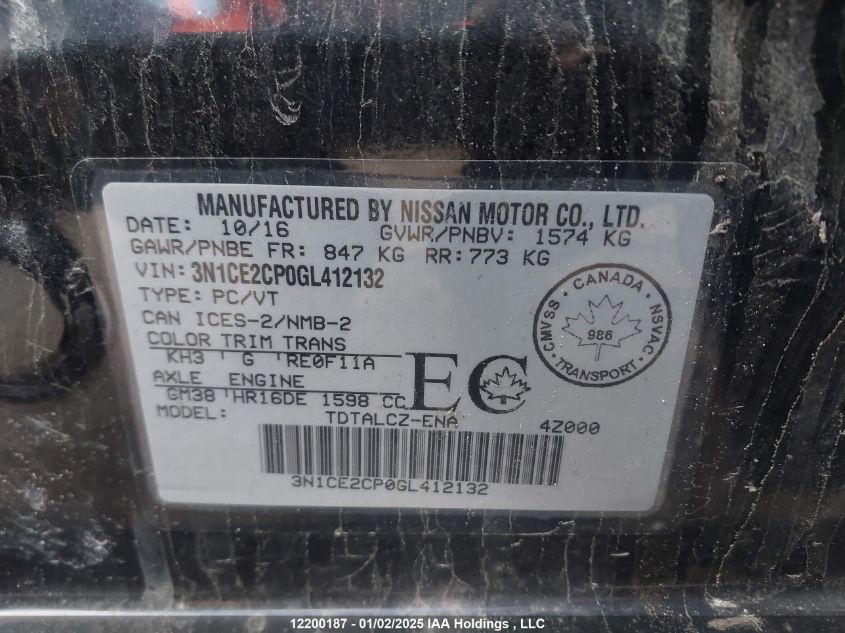 MANUFACTURED BY NISSAN MOTOR CO., LTD.
DATE: 10/16 GVWR/PNBV: 1574 KG
GAWR/PNBE FR: 847 KG RR: 773 KG
VIN: 3N1CE2CP0GL412132
TYPE: PC/VT
CAN ICES-2/NMB-2
COLOR TRIM TRANS
KH3 G RE0F11A
AXLE ENGINE
GM38 HR16DE 1598 CC
MODEL: TDTALCZ-ENA 4Z000
EC
CANADA
CMVSS
NSVAC
986
TRANSPORT
3N1CE2CP0GL412132
12200187 - 01/02/2025 IAA Holdings , LLC